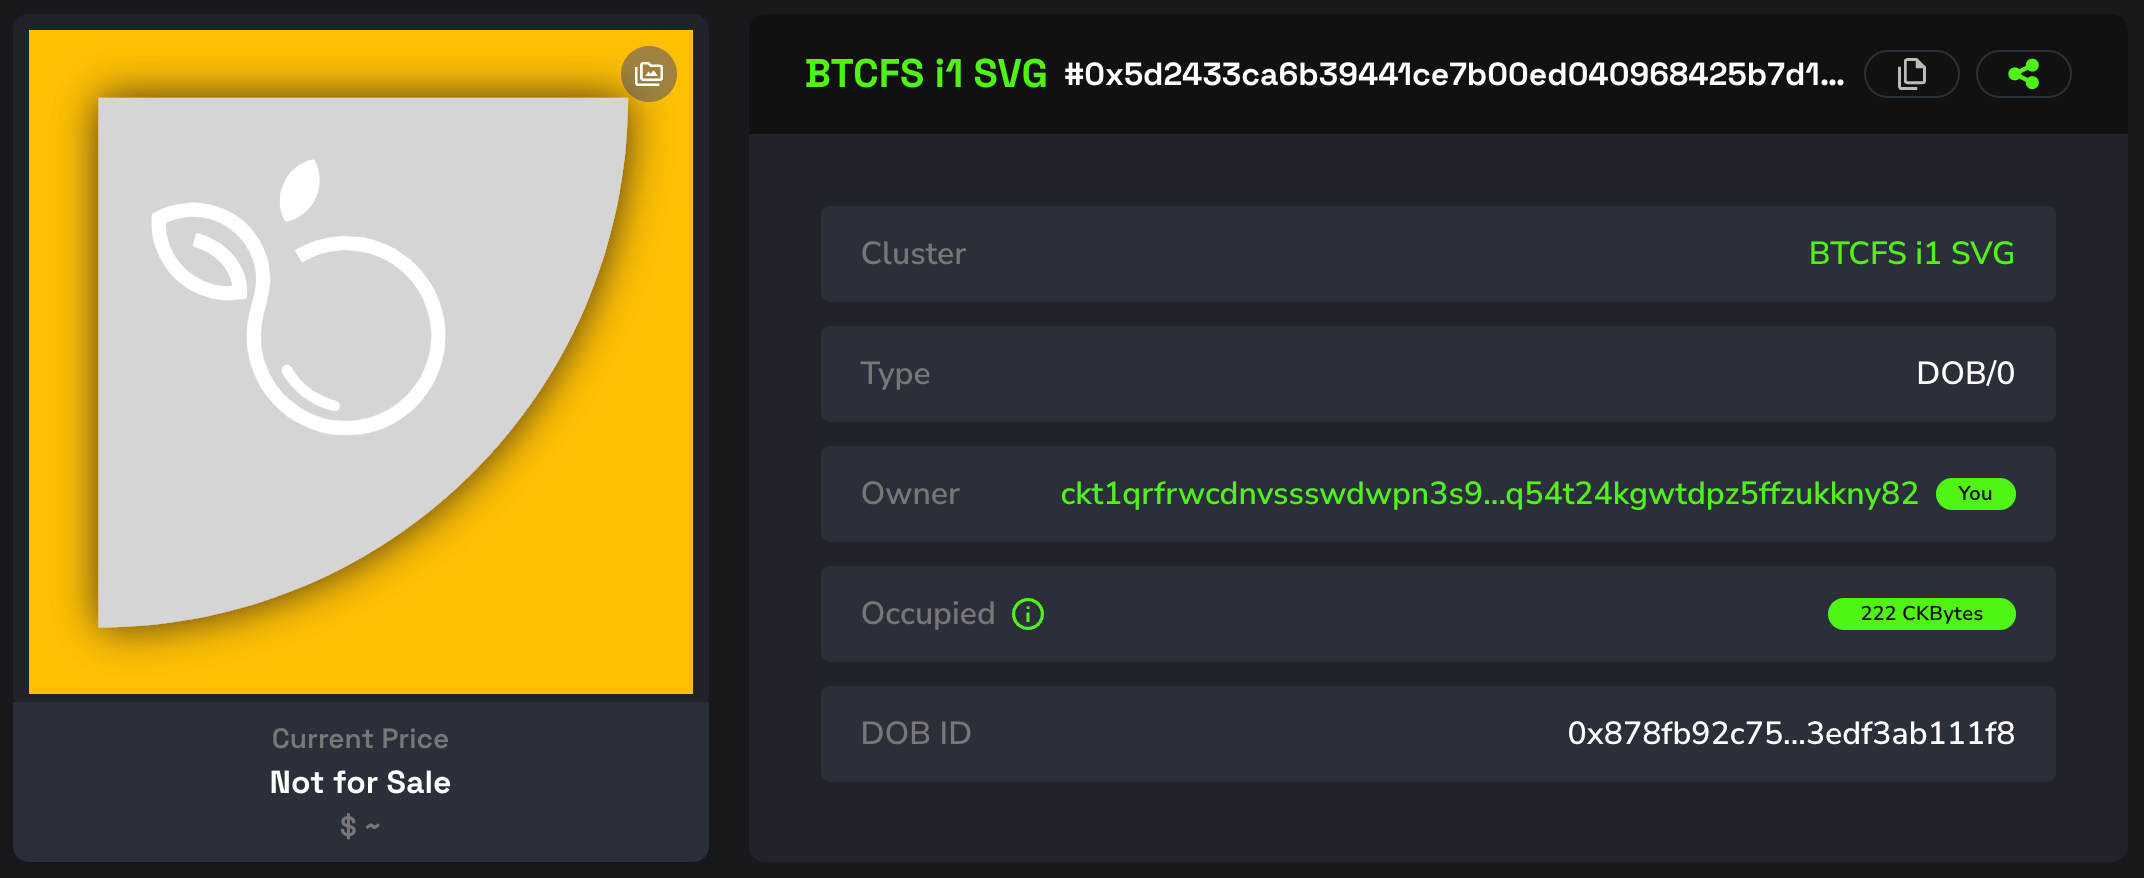 BTCFS i1 SVG #0x5d2433ca6b39441ce7b00ed040968425b7d1...
Cluster BTCFS i1 SVG
Type DOB/0
Owner ckt1qrfrwcdnvssswdwpn3s9...q54t24kgwtdpz5ffzukkny82 You
Occupied 222 CKBytes
DOB ID 0x878fb92c75...3edf3ab111f8
Current Price
Not for Sale
$ ~